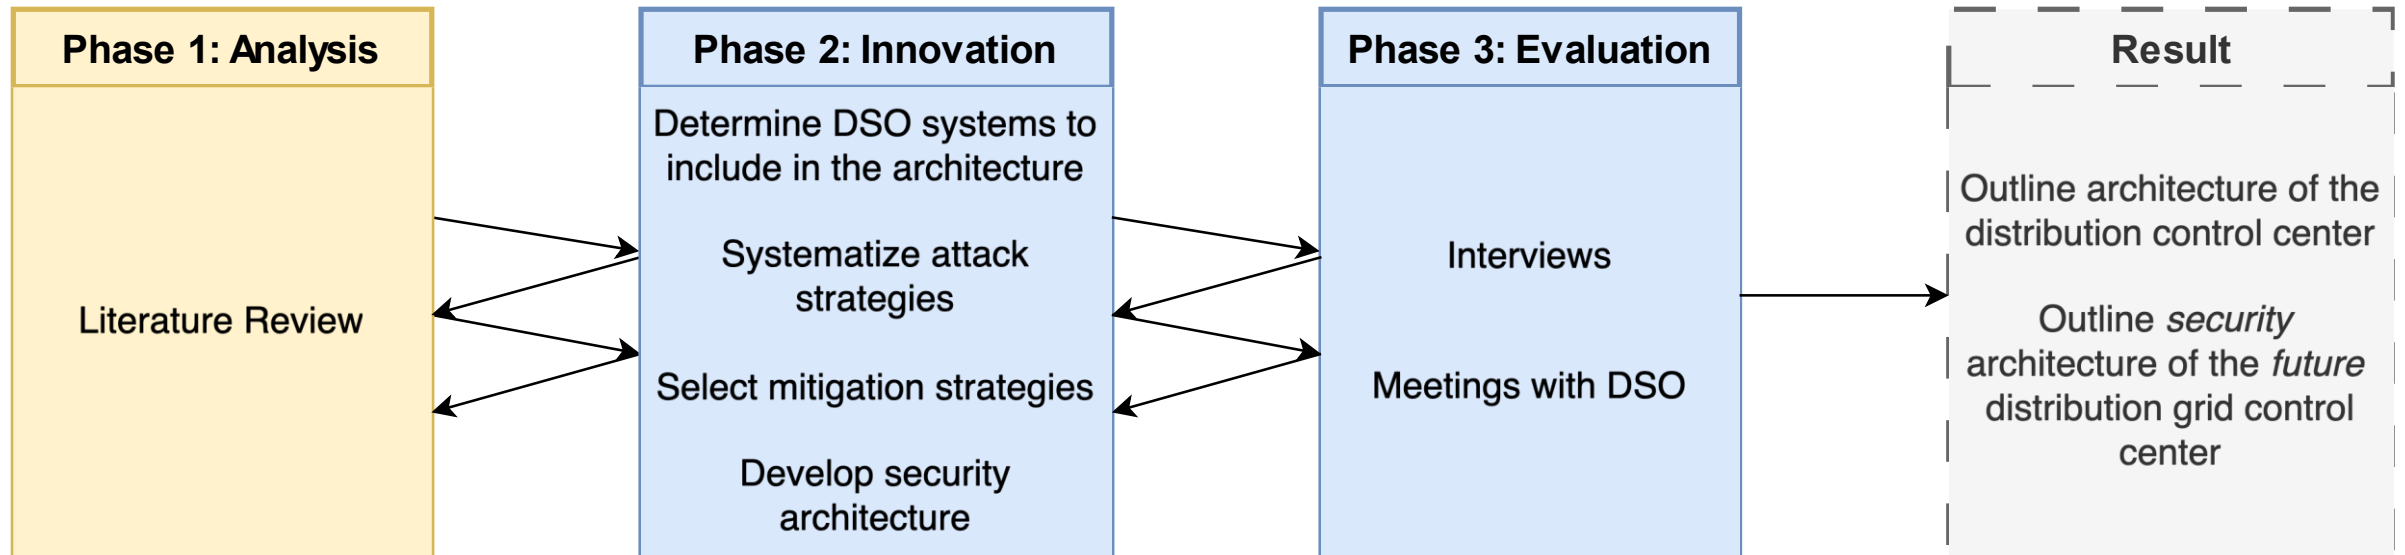 Phase 1: Analysis
Literature Review
Phase 2: Innovation
Determine DSO systems to
include in the architecture
Systematize attack
strategies
Select mitigation strategies
Develop security
architecture
Phase 3: Evaluation
Interviews
Meetings with DSO
Result
Outline architecture of the
distribution control center
Outline security
architecture of the future
distribution grid control
center